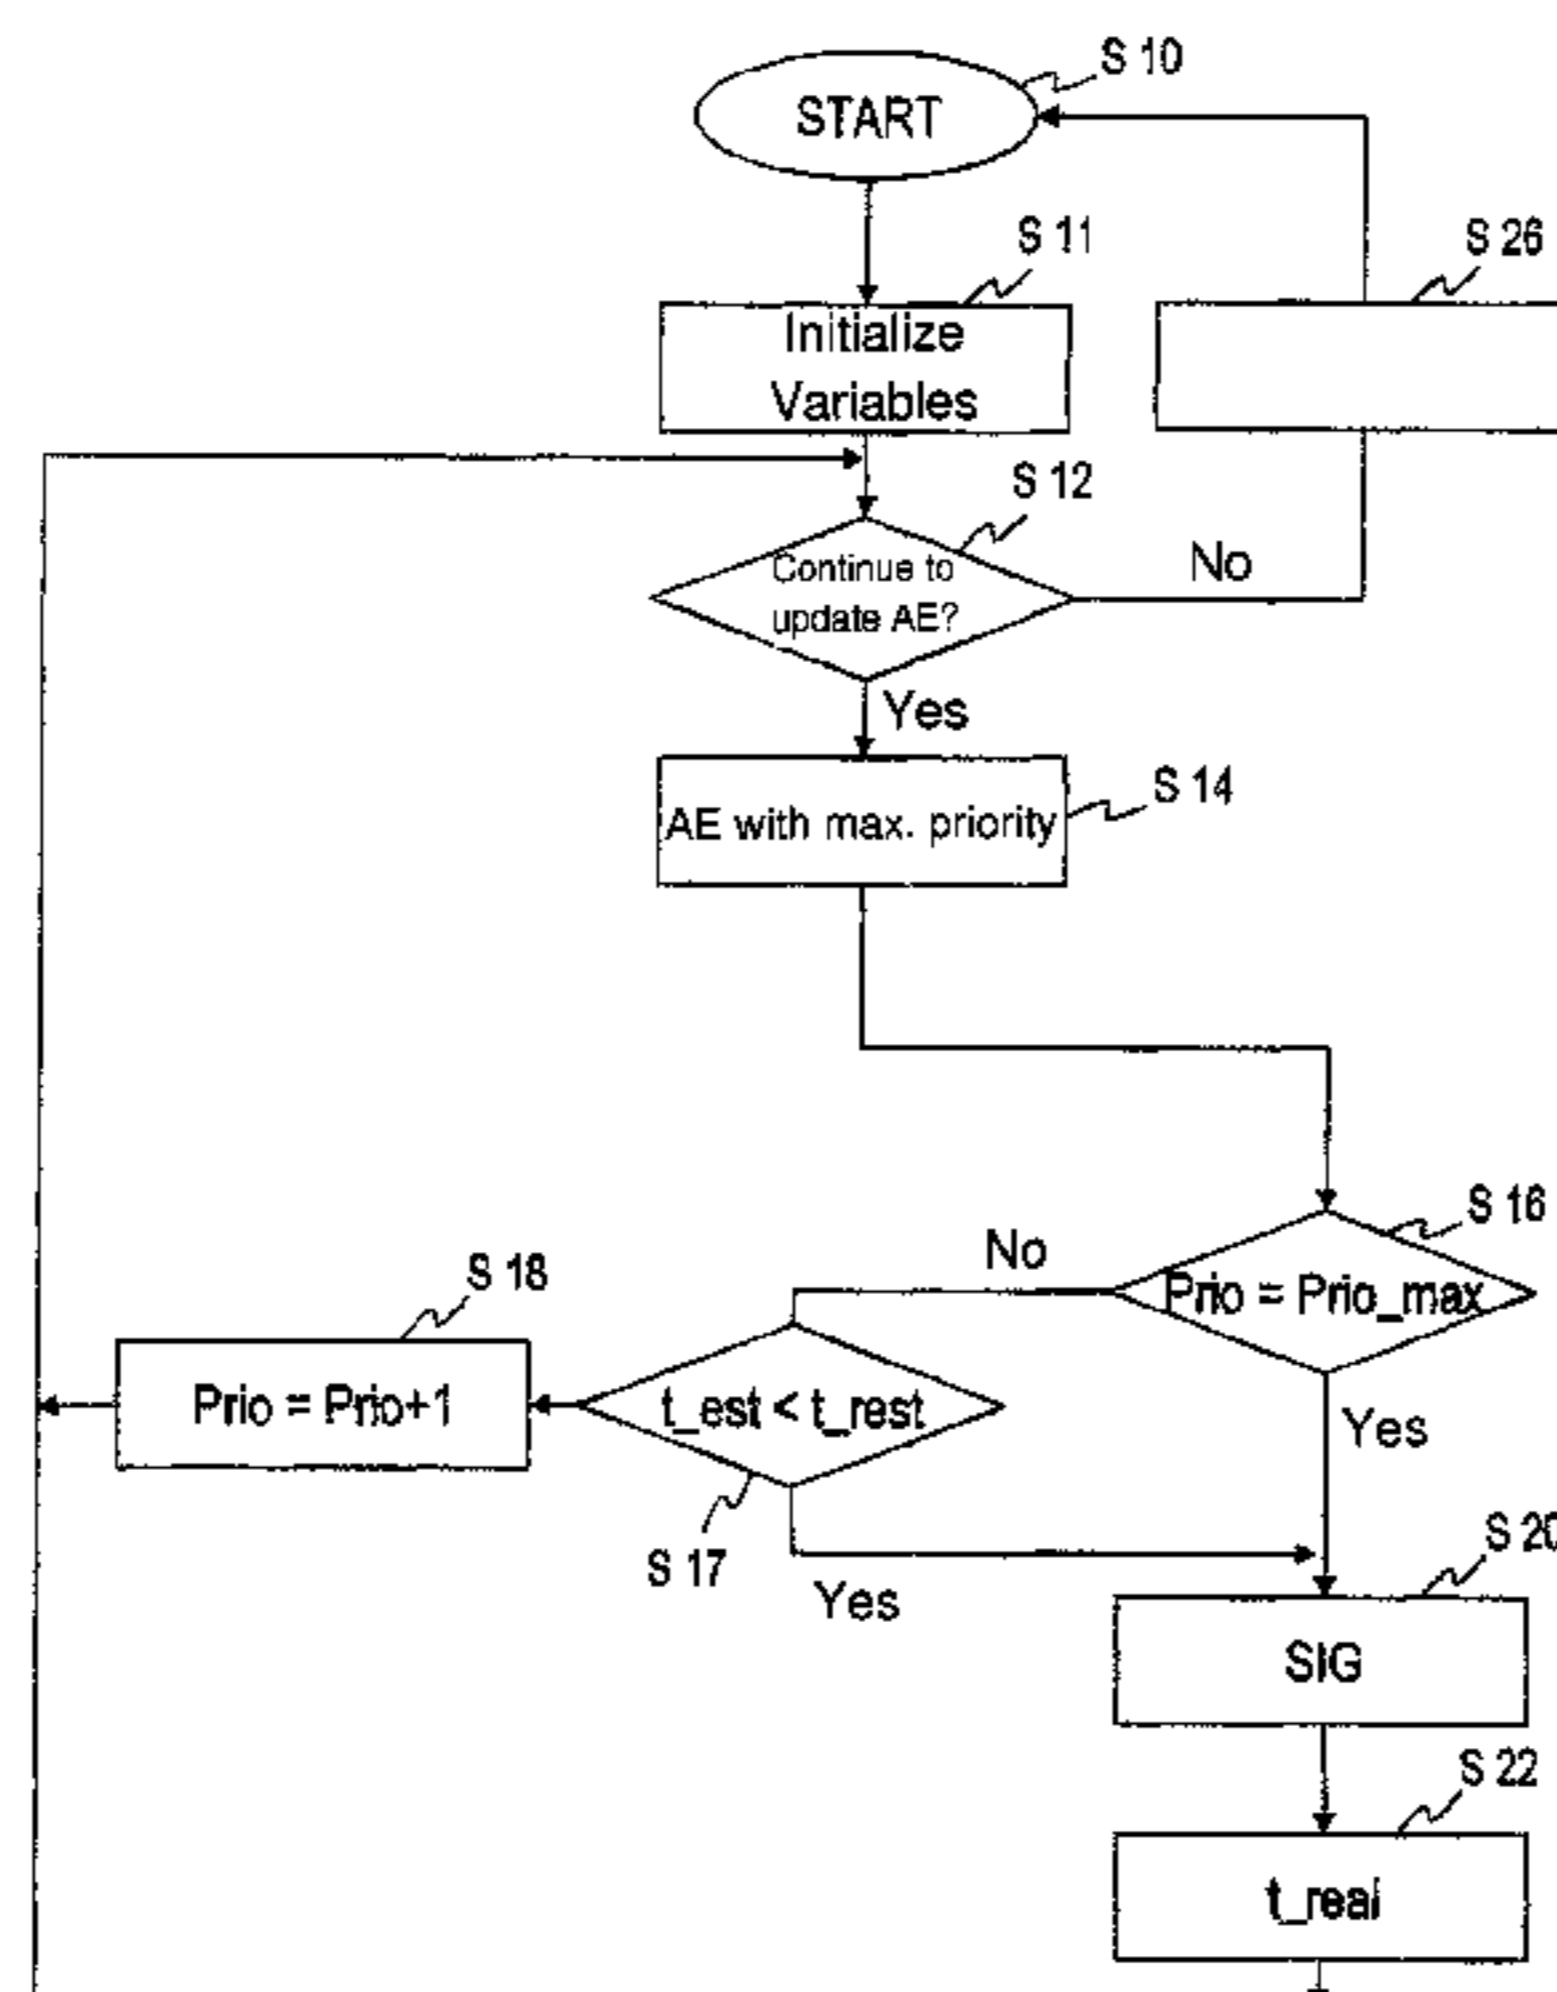 S 10
START
S 11
S 26
Initialize
Variables
S 12
Continue to
update AE?
No
Yes
S 14
AE with max. priority
S 16
No
Prio = Prio_max
S 18
Prio = Prio+1
t_est < t_rest
Yes
S 17
Yes
S 20
SIG
S 22
t_real